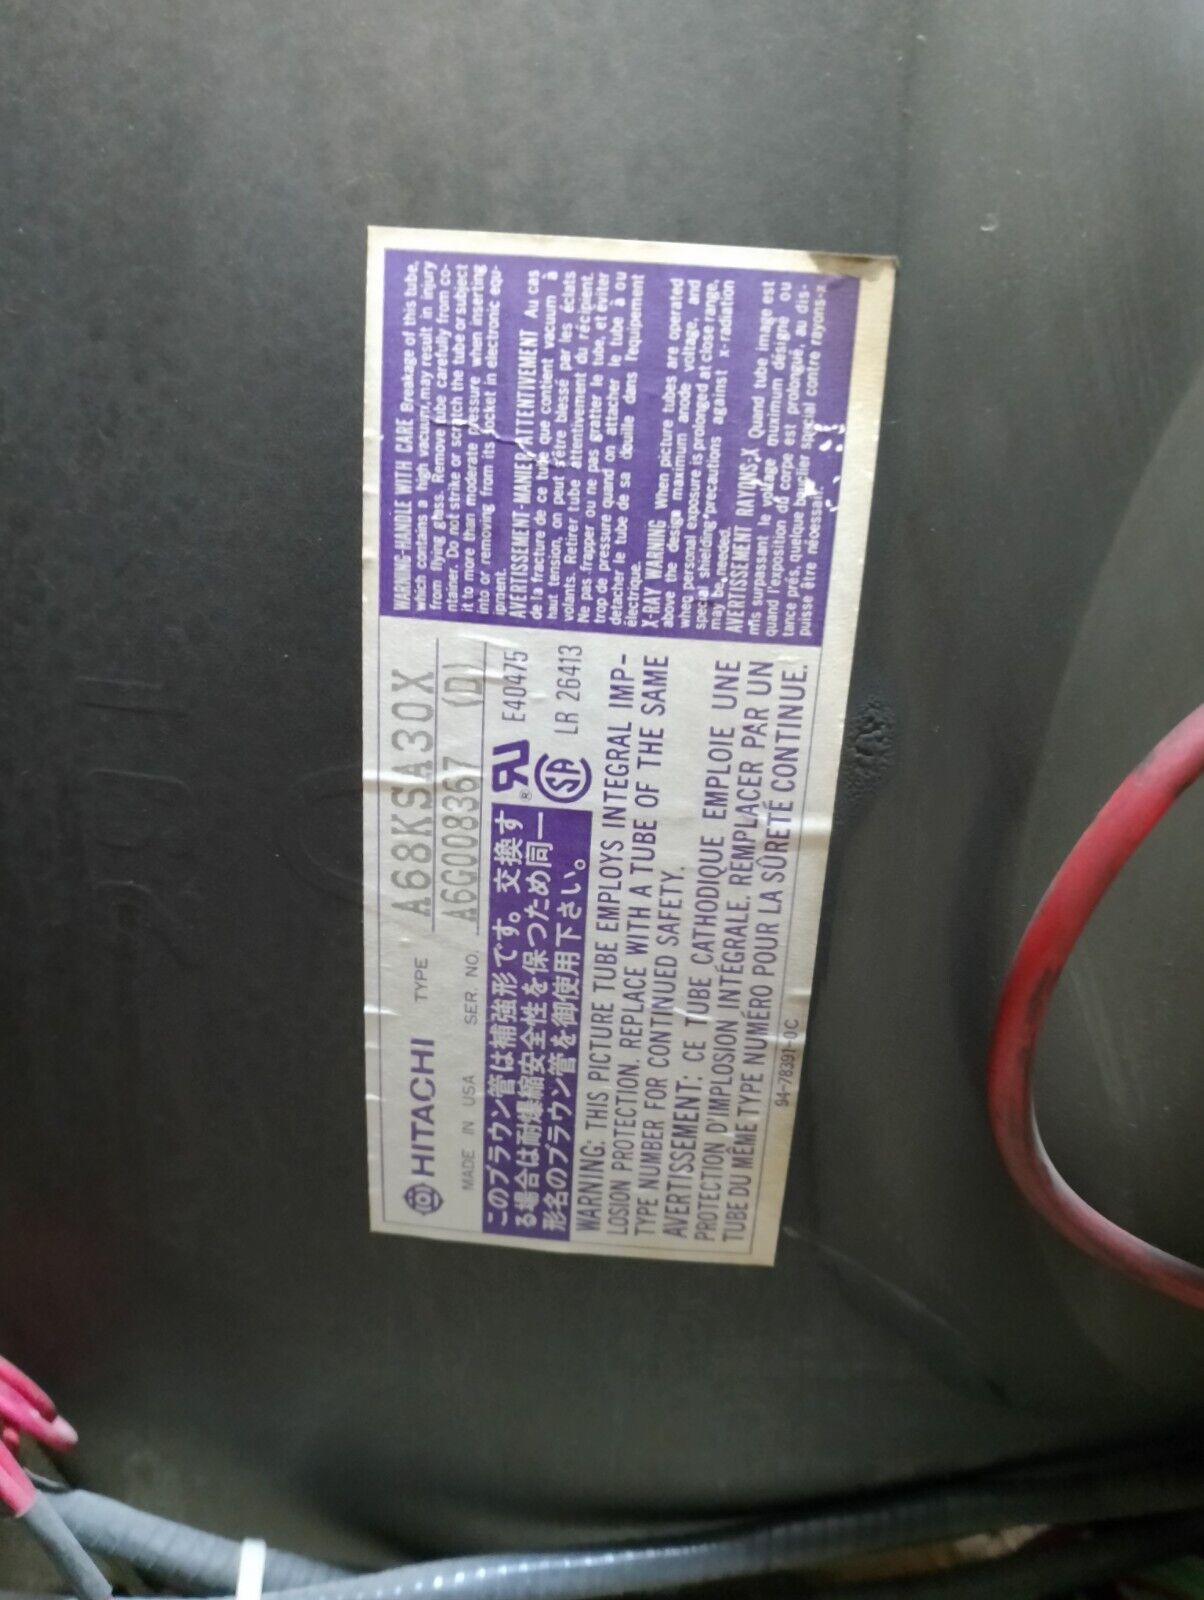 HITACHI TYPE A68KSA30X
MADE IN USA SER. NO. A6G008367 (D)
このブラウン管は補強形です。交換す
る場合は耐爆縮安全性を保つため同一
形名のブラウン管を御使用下さい。
® E40475
SA LR 26413
WARNING: THIS PICTURE TUBE EMPLOYS INTEGRAL IMP-
LOSION PROTECTION. REPLACE WITH A TUBE OF THE SAME
TYPE NUMBER FOR CONTINUED SAFETY.
AVERTISSEMENT: CE TUBE CATHODIQUE EMPLOIE UNE
PROTECTION D'IMPLOSION INTÉGRALE. REMPLACER PAR UN
TUBE DU MÊME TYPE NUMÉRO POUR LA SÛRETÉ CONTINUE.
94-78391-0C
WARNING-HANDLE WITH CARE Breakage of this tube,
which contains a high vacuum, may result in injury
from flying glass. Remove tube carefully from co-
ntainer. Do not strike or scratch the tube or subject
it to more than moderate pressure when inserting
into or removing from its socket in electronic equ-
ipment.
AVERTISSEMENT-MANIER ATTENTIVEMENT Au cas
de la fracture de ce tube que contient vacuum à
haut tension, on peut s'être blessé par les éclats
volants. Retirer tube attentivement du récipient.
Ne pas frapper ou ne pas gratter le tube, et éviter
trop de pressure quand on attacher le tube à ou
détacher le tube de sa douille dans l'equipement
électrique.
X-RAY WARNING When picture tubes are operated
above the design maximum anode voltage, and
when personal exposure is prolonged at close range,
special shielding precautions against x-radiation
may be needed.
AVERTISSEMENT RAYONS-X Quand tube image est
mis surpassant le voltage maximum désigné ou
quand l'exposition du corpe est prolongué, au dis-
tance prés, quelque bouclier special contre rayons-x
puisse être nécessair.